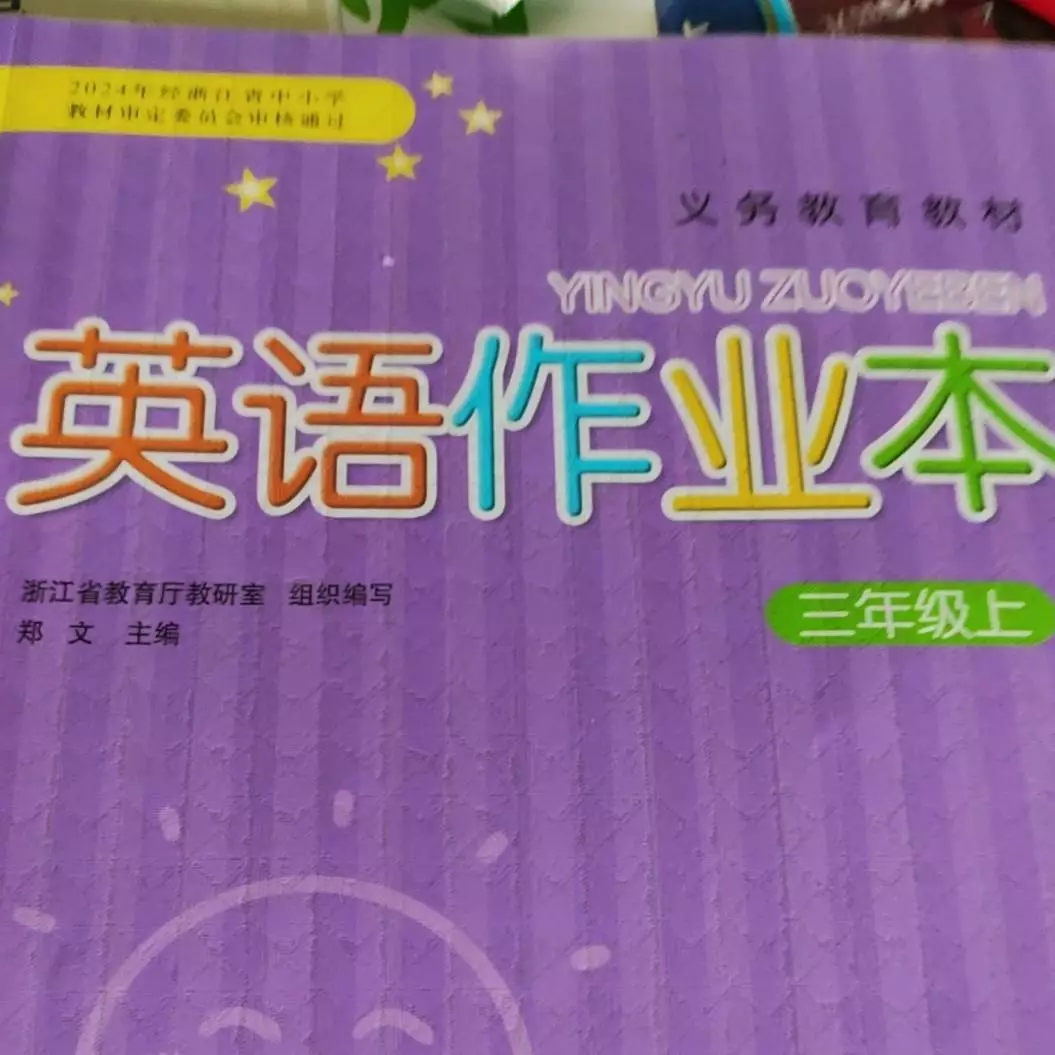 2024年经浙江省中小学
教材审定委员会审核通过
义务教育教材
YINGYU ZUOYEBEN
英语作业本
浙江省教育厅教研室 组织编写
郑 文 主编
三年级上